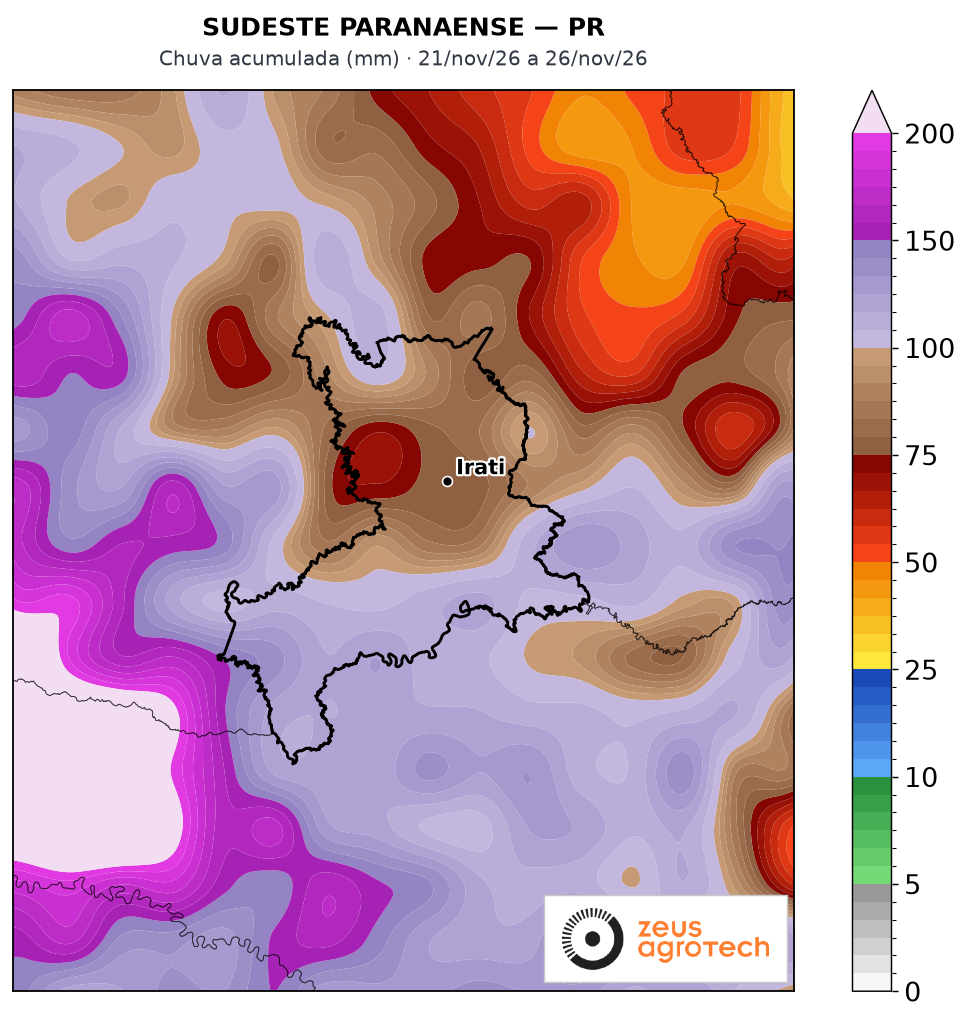 SUDESTE PARANAENSE — PR
Chuva acumulada (mm) · 21/nov/26 a 26/nov/26
200
150
100
75
50
25
10
5
0
Irati
zeus
agrotech